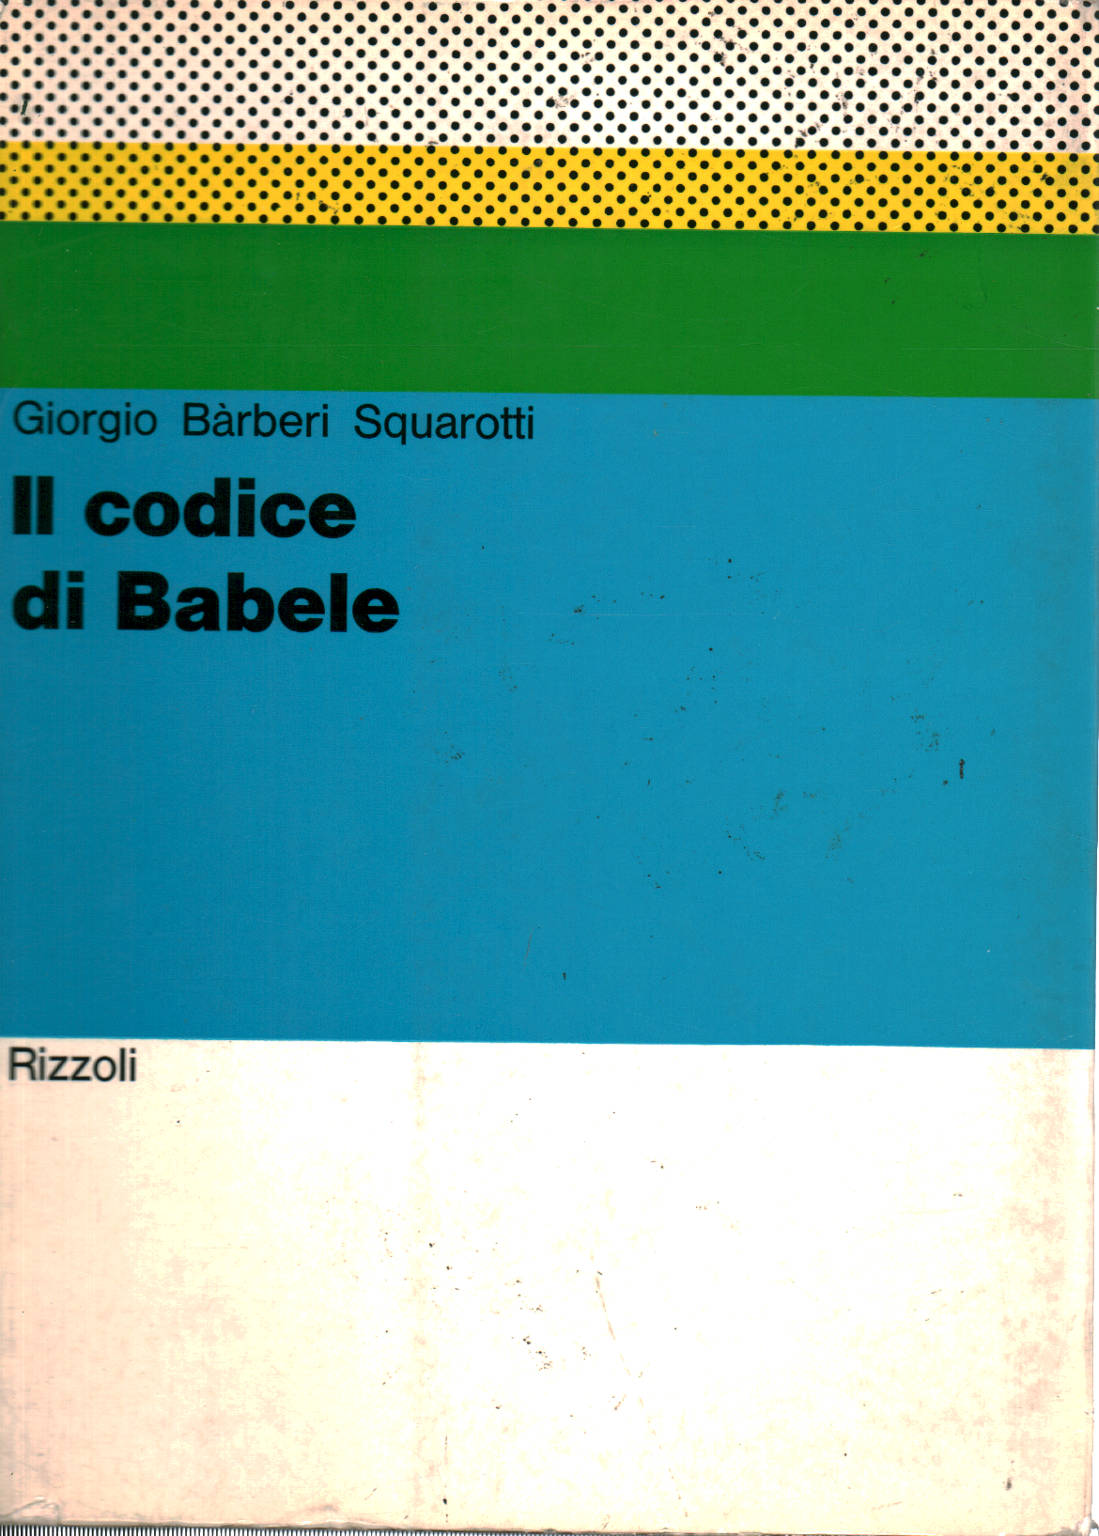 Giorgio Bàrberi Squarotti
Il codice
di Babele
Rizzoli